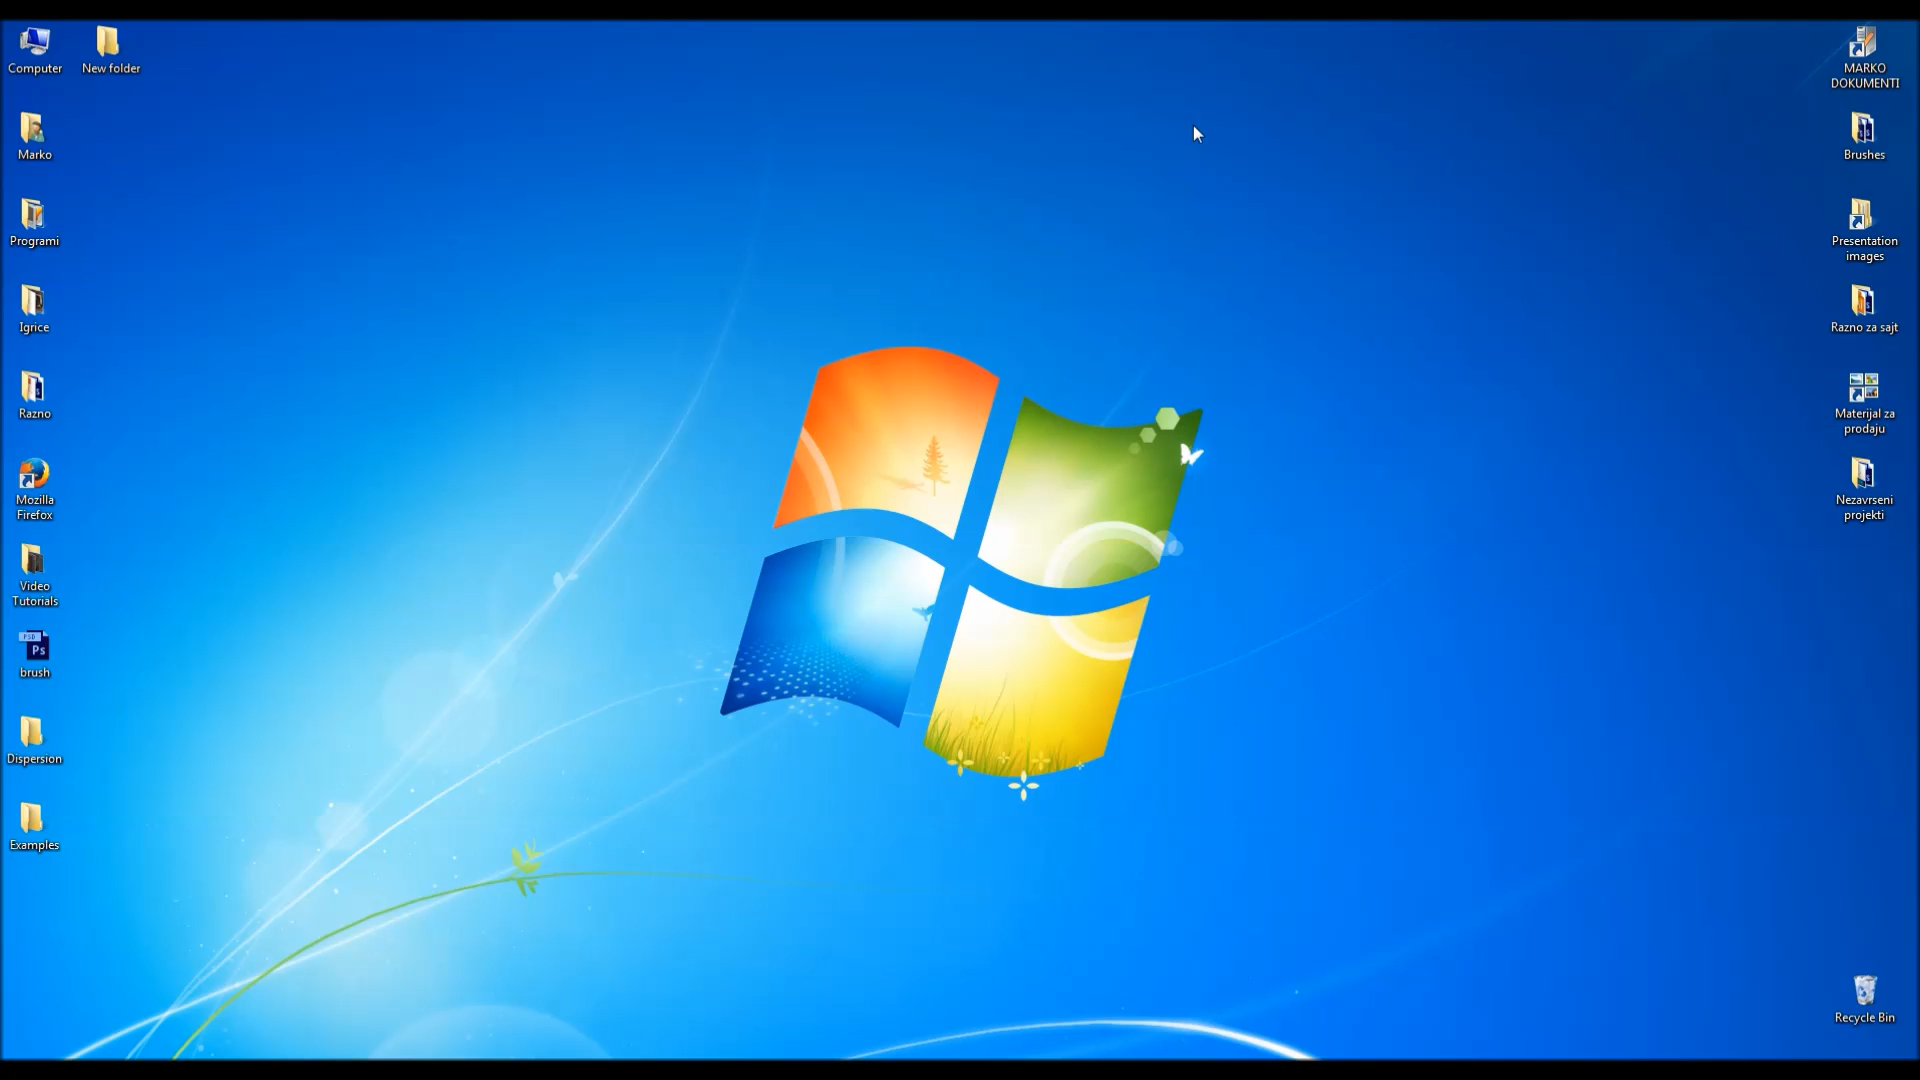 Computer
New folder
Marko
Programi
Igrice
Razno
Mozilla
Firefox
Video
Tutorials
PSD
Ps
brush
Dispersion
Examples
MARKO
DOKUMENTI
Brushes
Presentation
images
Razno za sajt
Materijal za
prodaju
Nezavrseni
projekti
Recycle Bin